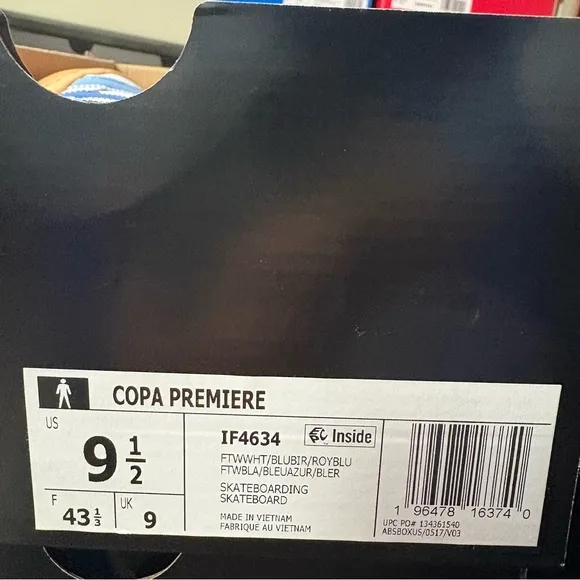 COPA PREMIERE
US
9 1/2
F
43 1/3
UK
9
IF4634
Inside
FTWWHT/BLUBIR/ROYBLU
FTWBLA/BLEUAZUR/BLER
SKATEBOARDING
SKATEBOARD
MADE IN VIETNAM
FABRIQUE AU VIETNAM
1 96478 16374 0
UPC PO# 134361540
ABSBOXUS/0517/V03